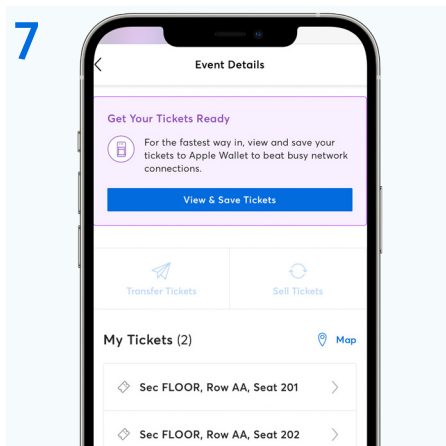 7
Event Details
Get Your Tickets Ready
For the fastest way in, view and save your
tickets to Apple Wallet to beat busy network
connections.
View & Save Tickets
Transfer Tickets
Sell Tickets
My Tickets (2)
Map
Sec FLOOR, Row AA, Seat 201
Sec FLOOR, Row AA, Seat 202